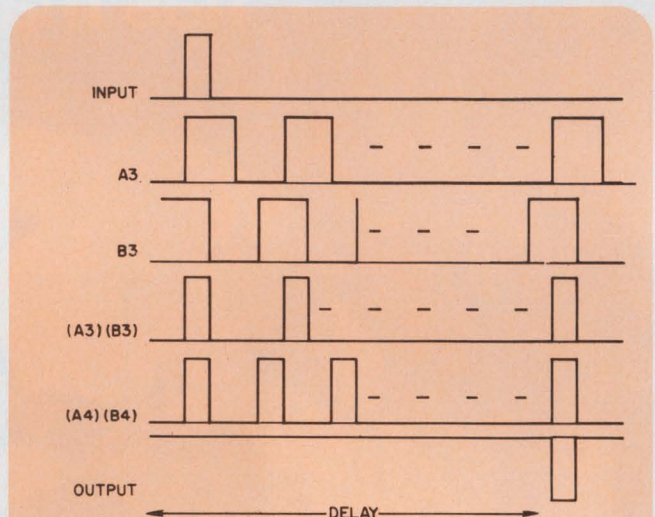 INPUT
A3
B3
(A3)(B3)
(A4)(B4)
OUTPUT
DELAY